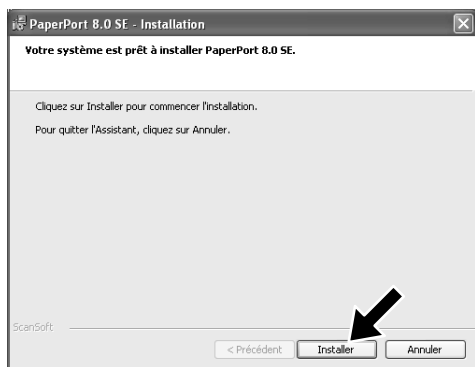 PaperPort 8.0 SE - Installation
Votre système est prêt à installer PaperPort 8.0 SE.
Cliquez sur Installer pour commencer l'installation.
Pour quitter l'Assistant, cliquez sur Annuler.
ScanSoft
< Précédent Installer Annuler